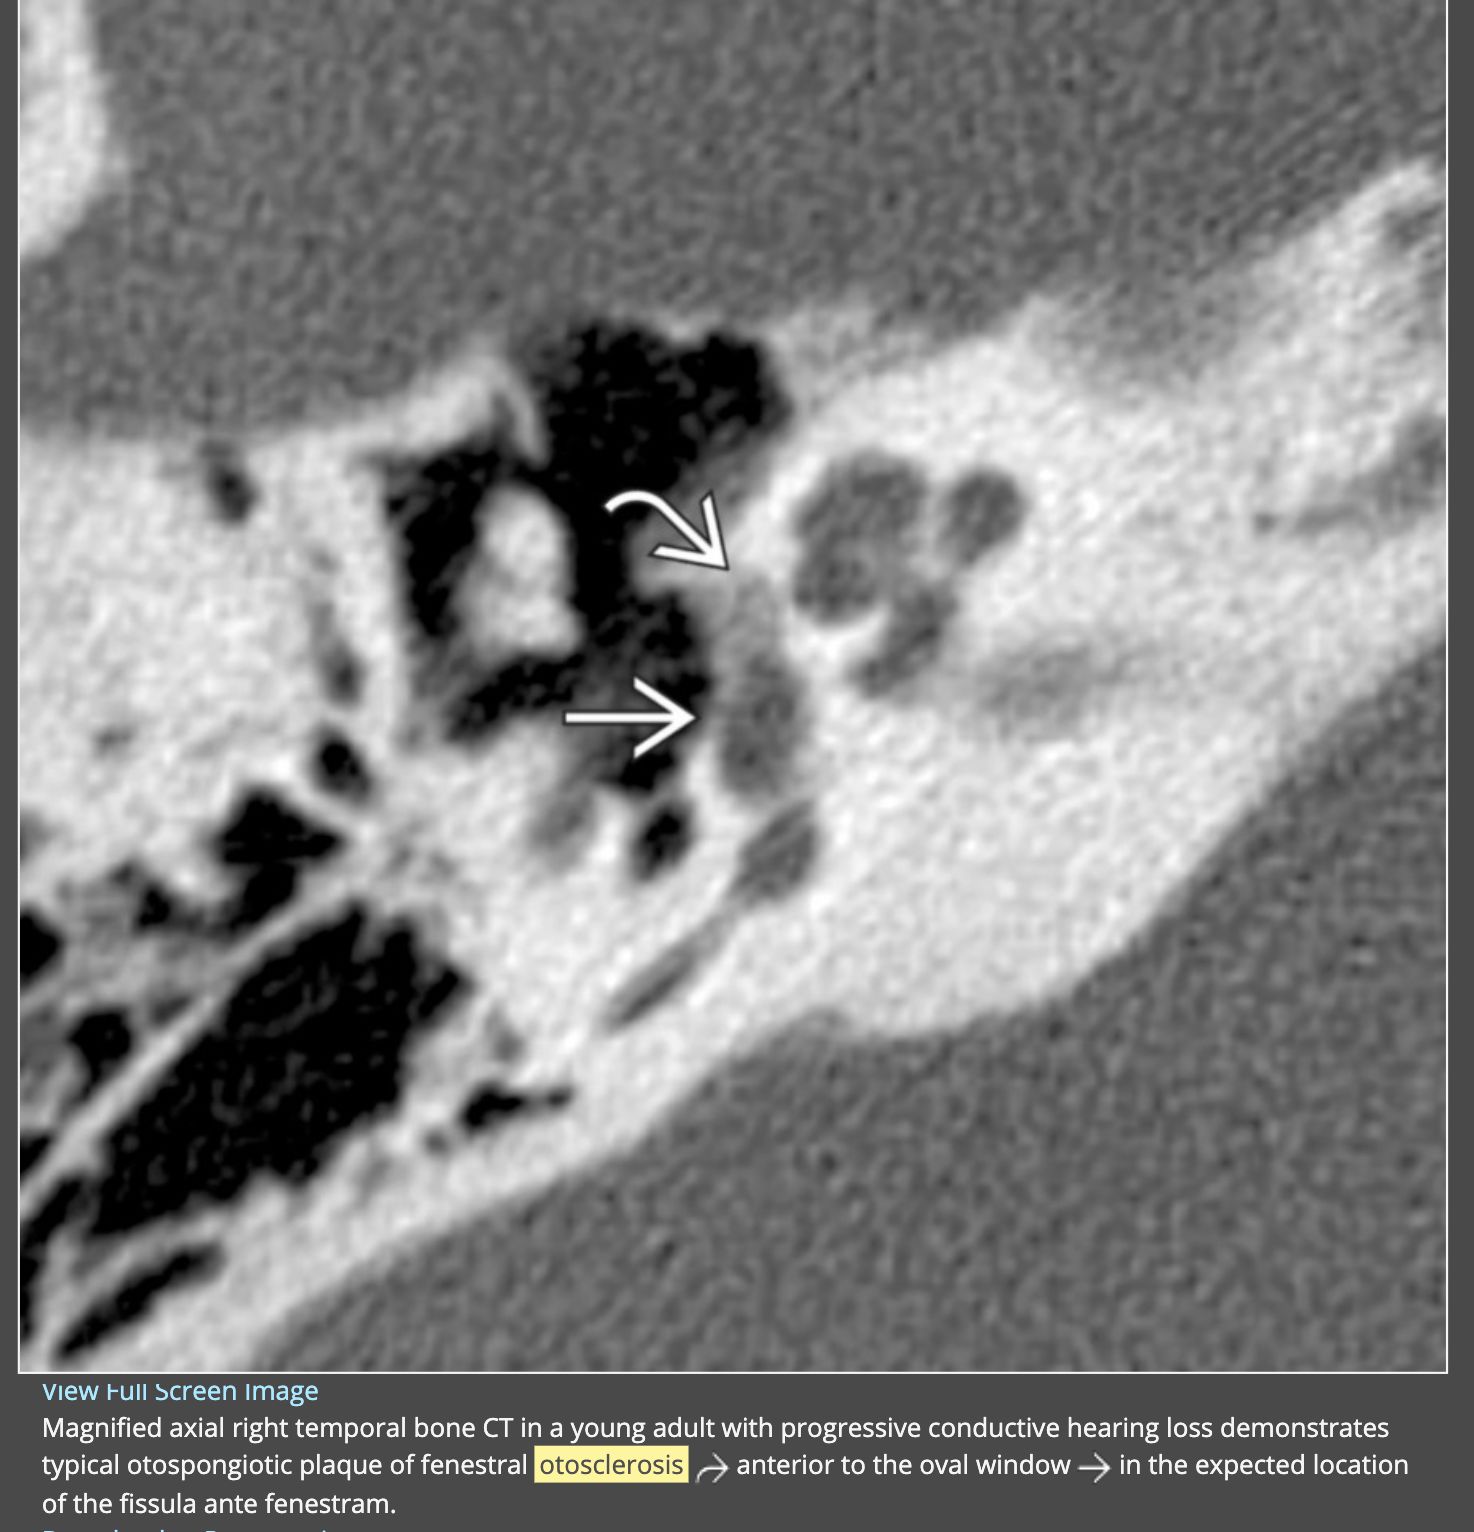 View Full Screen Image
Magnified axial right temporal bone CT in a young adult with progressive conductive hearing loss demonstrates
typical otospongiotic plaque of fenestral otosclerosis anterior to the oval window in the expected location
of the fissula ante fenestram.